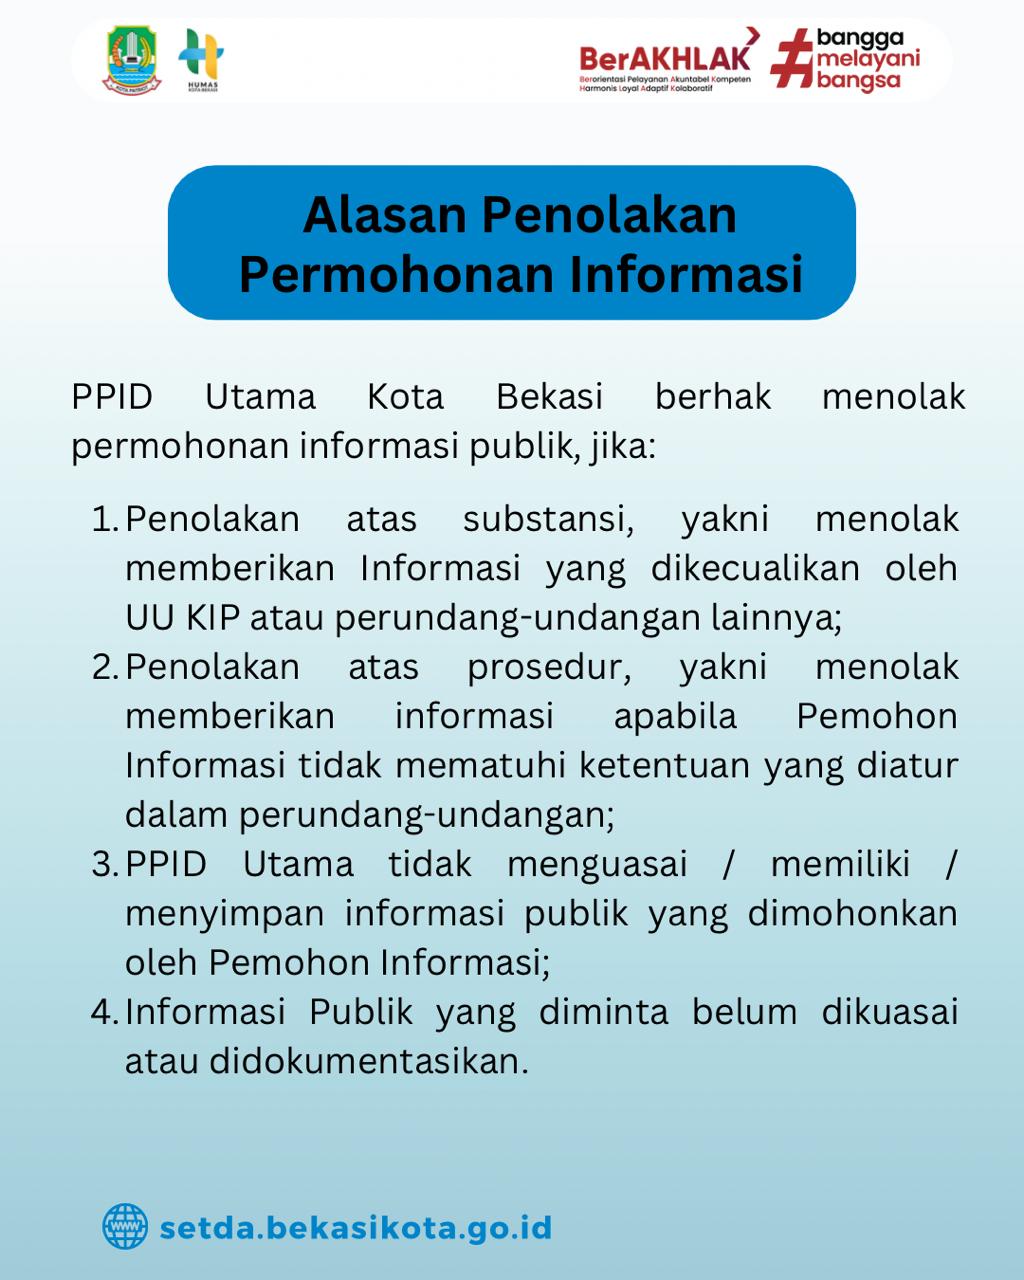 KOTA PATRIOT
HUMAS
KOTA BEKASI
BerAKHLAK
Berorientasi Pelayanan Akuntabel Kompeten
Harmonis Loyal Adaptif Kolaboratif
#bangga
melayani
bangsa
Alasan Penolakan
Permohonan Informasi
PPID Utama Kota Bekasi berhak menolak
permohonan informasi publik, jika:
1. Penolakan atas substansi, yakni menolak
memberikan Informasi yang dikecualikan oleh
UU KIP atau perundang-undangan lainnya;
2. Penolakan atas prosedur, yakni menolak
memberikan informasi apabila Pemohon
Informasi tidak mematuhi ketentuan yang diatur
dalam perundang-undangan;
3. PPID Utama tidak menguasai / memiliki /
menyimpan informasi publik yang dimohonkan
oleh Pemohon Informasi;
4. Informasi Publik yang diminta belum dikuasai
atau didokumentasikan.
www
setda.bekasikota.go.id